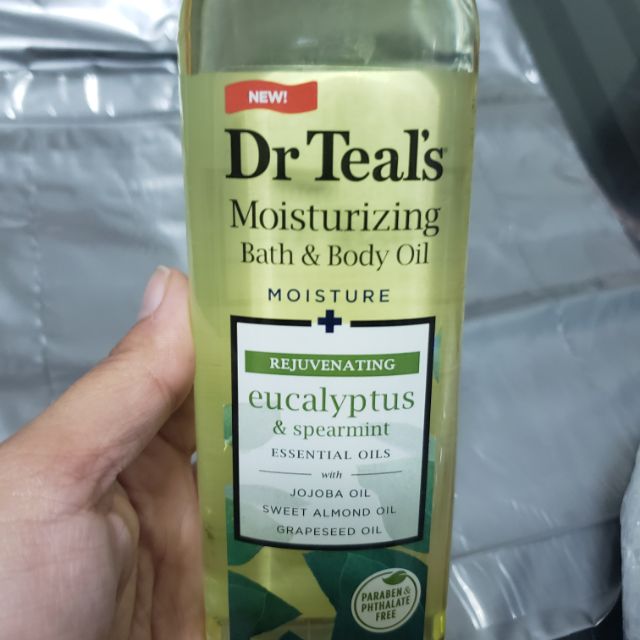 NEW!
Dr Teal's
Moisturizing
Bath & Body Oil
MOISTURE
+
REJUVENATING
eucalyptus
& spearmint
ESSENTIAL OILS
with
JOJOBA OIL
SWEET ALMOND OIL
GRAPESEED OIL
PARABEN &
PHTHALATE
FREE